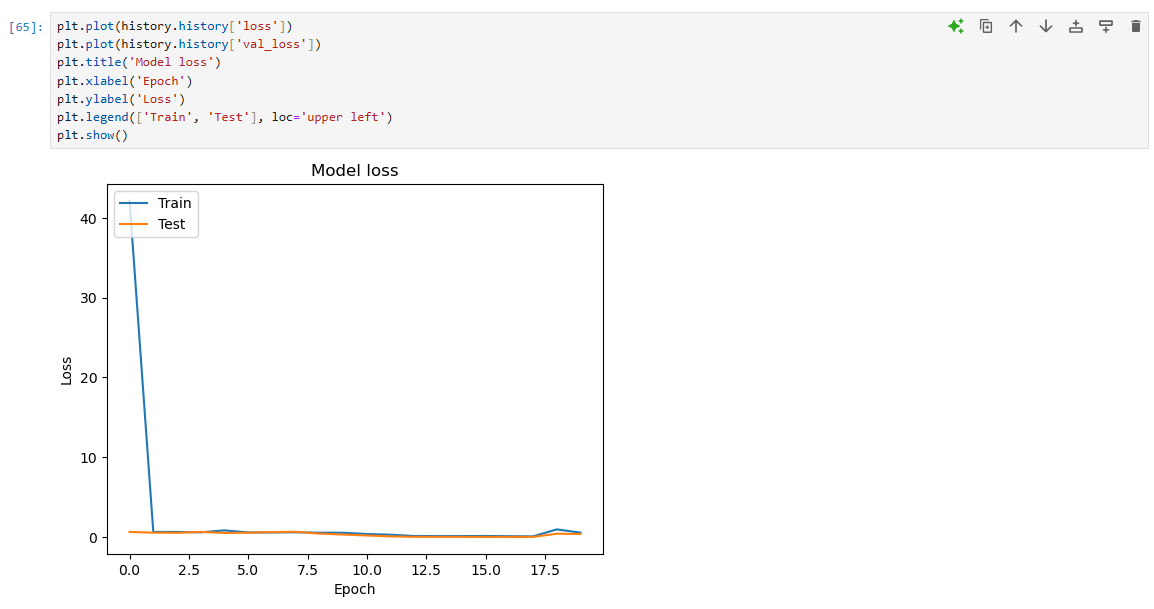 [65]:
plt.plot(history.history['loss'])
plt.plot(history.history['val_loss'])
plt.title('Model loss')
plt.xlabel('Epoch')
plt.ylabel('Loss')
plt.legend(['Train', 'Test'], loc='upper left')
plt.show()
Model loss
Train
Test
40
30
20
10
0
Loss
0.0 2.5 5.0 7.5 10.0 12.5 15.0 17.5
Epoch